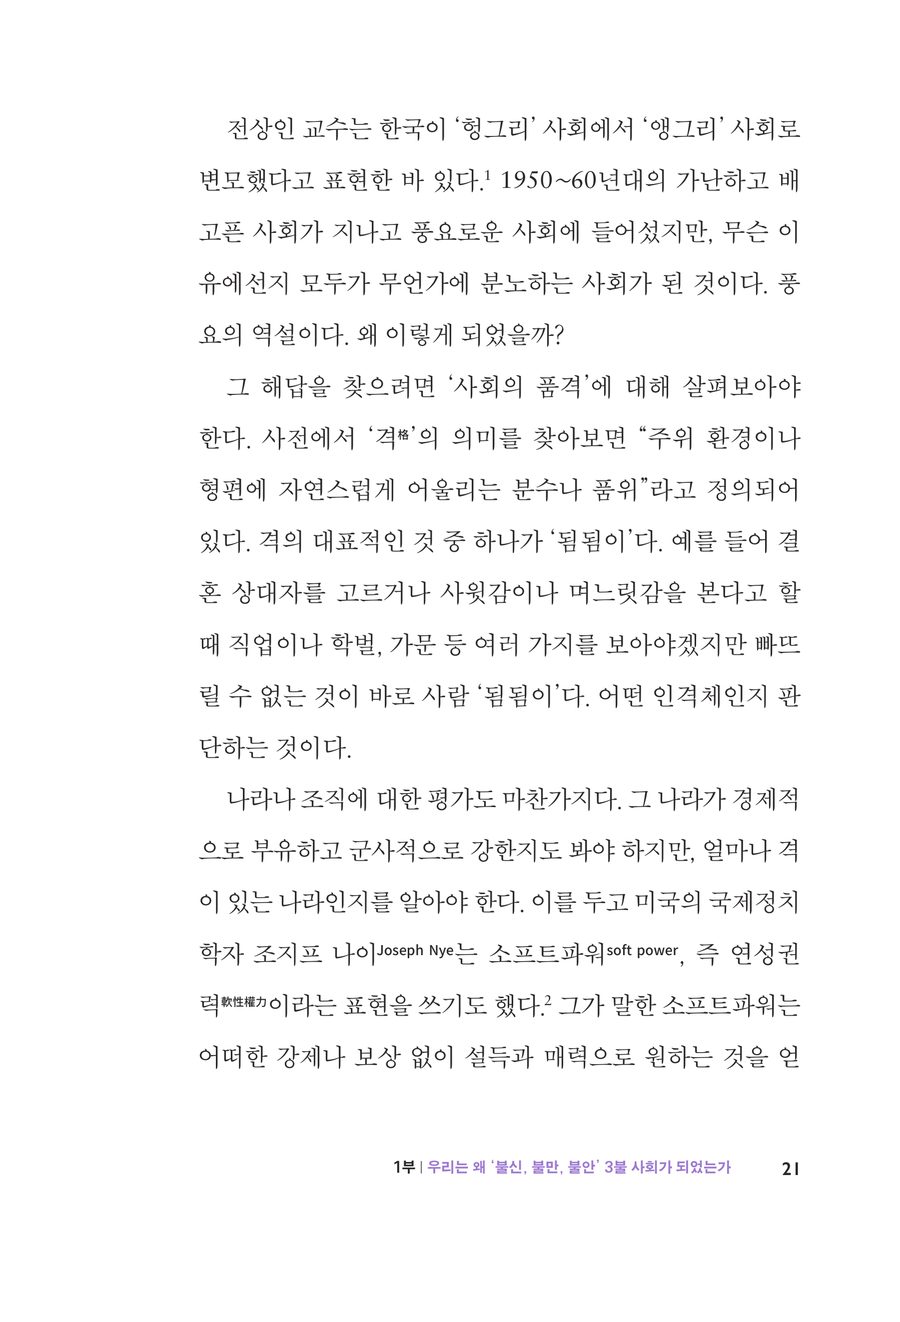 전상인 교수는 한국이 ‘헝그리’ 사회에서 ‘앵그리’ 사회로
변모했다고 표현한 바 있다.1 1950~60년대의 가난하고 배
고픈 사회가 지나고 풍요로운 사회에 들어섰지만, 무슨 이
유에선지 모두가 무언가에 분노하는 사회가 된 것이다. 풍
요의 역설이다. 왜 이렇게 되었을까?
그 해답을 찾으려면 ‘사회의 품격’에 대해 살펴보아야
한다. 사전에서 ‘격格’의 의미를 찾아보면 “주위 환경이나
형편에 자연스럽게 어울리는 분수나 품위”라고 정의되어
있다. 격의 대표적인 것 중 하나가 ‘됨됨이’다. 예를 들어 결
혼 상대자를 고르거나 사윗감이나 며느릿감을 본다고 할
때 직업이나 학벌, 가문 등 여러 가지를 보아야겠지만 빠뜨
릴 수 없는 것이 바로 사람 ‘됨됨이’다. 어떤 인격체인지 판
단하는 것이다.
나라나 조직에 대한 평가도 마찬가지다. 그 나라가 경제적
으로 부유하고 군사적으로 강한지도 봐야 하지만, 얼마나 격
이 있는 나라인지를 알아야 한다. 이를 두고 미국의 국제정치
학자 조지프 나이Joseph Nye는 소프트파워soft power, 즉 연성권
력軟性權力이라는 표현을 쓰기도 했다.2 그가 말한 소프트파워는
어떠한 강제나 보상 없이 설득과 매력으로 원하는 것을 얻
1부 | 우리는 왜 ‘불신, 불만, 불안’ 3불 사회가 되었는가 21